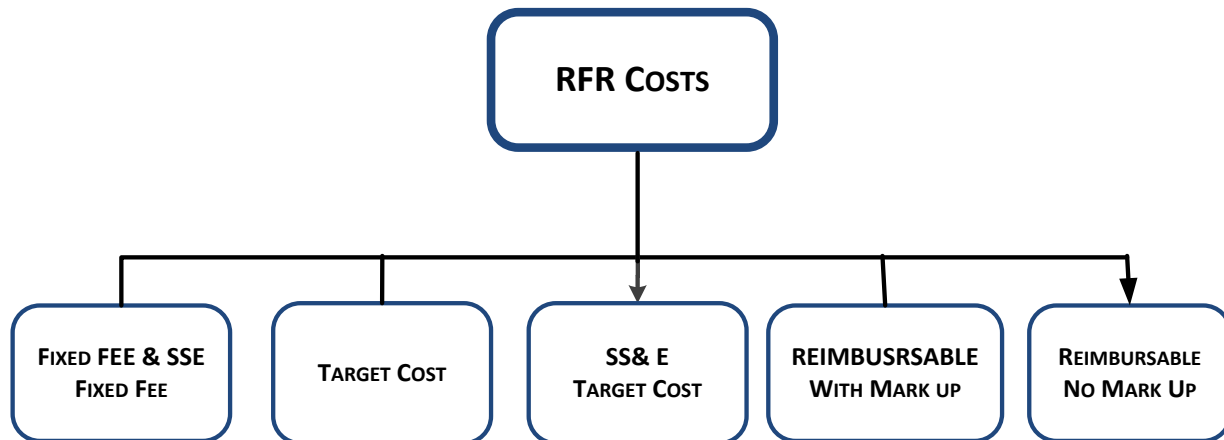 RFR COSTS
FIXED FEE & SSE
FIXED FEE
TARGET COST
SS& E
TARGET COST
REIMBUSRSABLE
WITH MARK UP
REIMBURSABLE
NO MARK UP